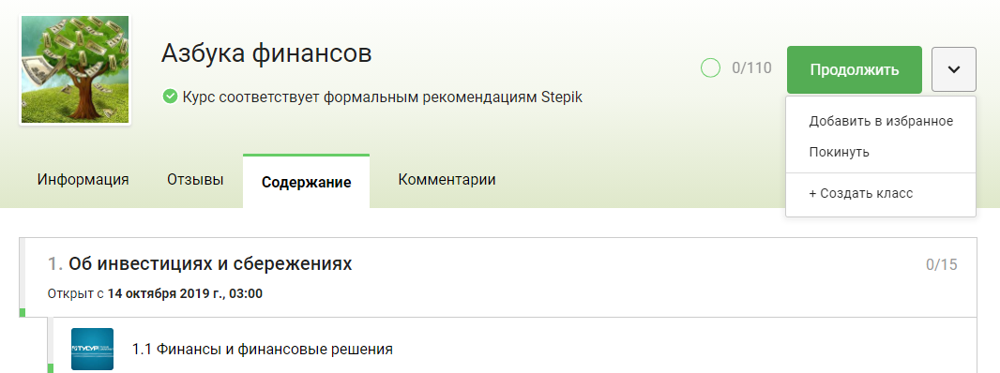 Азбука финансов
0/110
Продолжить
Курс соответствует формальным рекомендациям Stepik
Добавить в избранное
Покинуть
+ Создать класс
Информация
Отзывы
Содержание
Комментарии
1. Об инвестициях и сбережениях
0/15
Открыт с 14 октября 2019 г., 03:00
ТУСУР
1.1 Финансы и финансовые решения